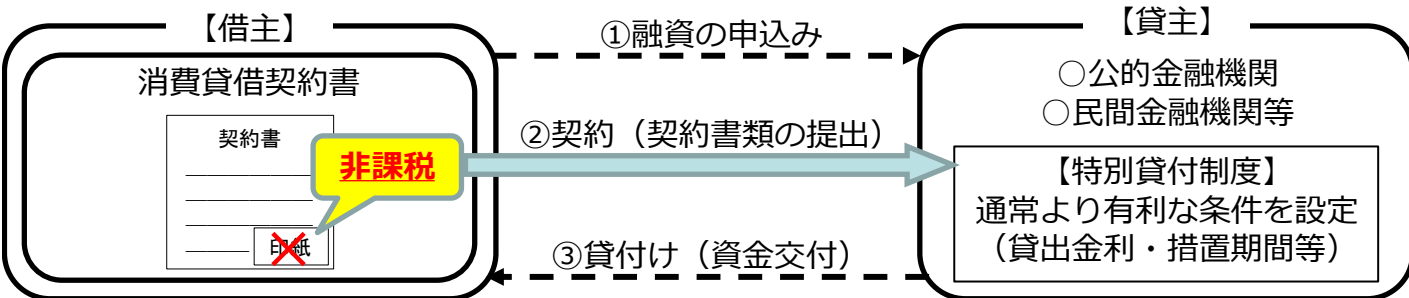 【借主】
消費貸借契約書
契約書
非課税
印紙
①融資の申込み
②契約（契約書類の提出）
③貸付け（資金交付）
【貸主】
○公的金融機関
○民間金融機関等
【特別貸付制度】
通常より有利な条件を設定
（貸出金利・措置期間等）